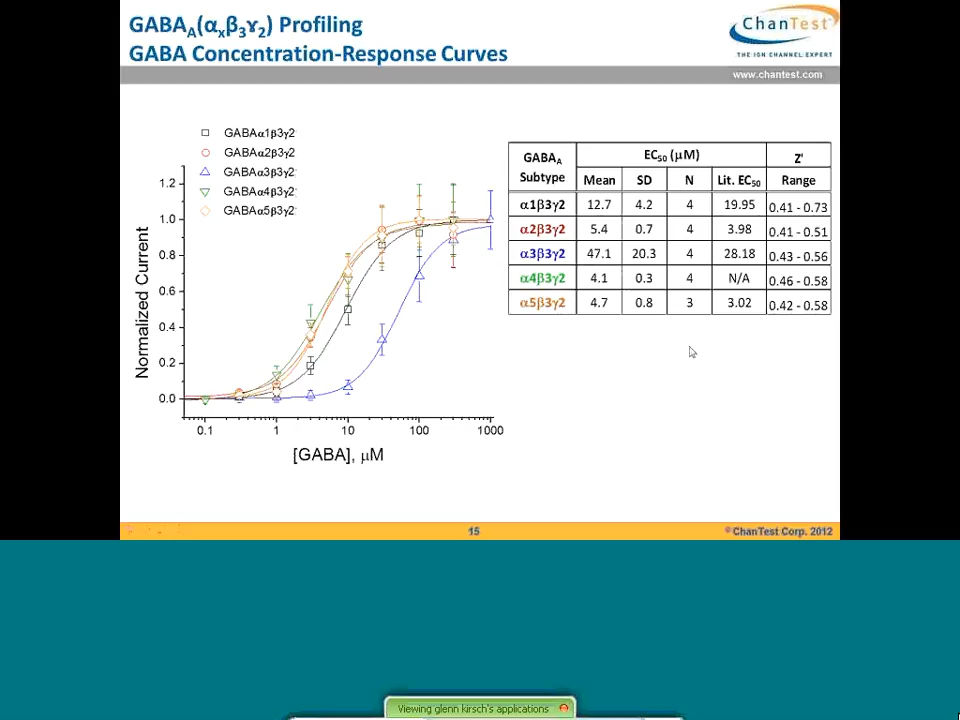 GABAA(αxβ3ɤ2) Profiling
GABA Concentration-Response Curves
ChanTest
THE ION CHANNEL EXPERT
www.chantest.com
GABAα1β3γ2
GABAα2β3γ2
GABAα3β3γ2
GABAα4β3γ2
GABAα5β3γ2
1.2
1.0
0.8
0.6
0.4
0.2
0.0
Normalized Current
0.1 1 10 100 1000
[GABA], μM
GABAA Subtype EC50 (μM) Z' Range
Mean SD N Lit. EC50
α1β3γ2 12.7 4.2 4 19.95 0.41 - 0.73
α2β3γ2 5.4 0.7 4 3.98 0.41 - 0.51
α3β3γ2 47.1 20.3 4 28.18 0.43 - 0.56
α4β3γ2 4.1 0.3 4 N/A 0.46 - 0.58
α5β3γ2 4.7 0.8 3 3.02 0.42 - 0.58
15
©ChanTest Corp. 2012
Viewing glenn kirsch's applications